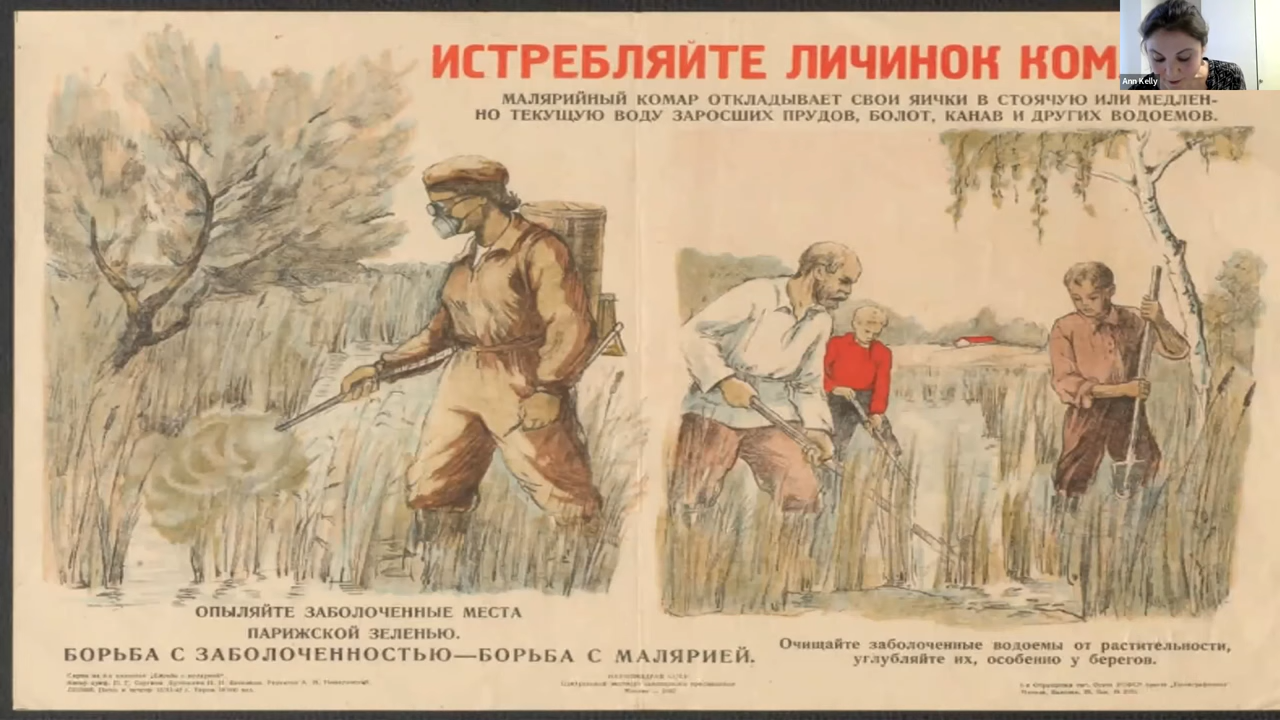 ИСТРЕБЛЯЙТЕ ЛИЧИНОК КОМ
Ann Kelly
МАЛЯРИЙНЫЙ КОМАР ОТКЛАДЫВАЕТ СВОИ ЯИЧКИ В СТОЯЧУЮ ИЛИ МЕДЛЕН-
НО ТЕКУЩУЮ ВОДУ ЗАРОСШИХ ПРУДОВ, БОЛОТ, КАНАВ И ДРУГИХ ВОДОЕМОВ.
ОПЫЛЯЙТЕ ЗАБОЛОЧЕННЫЕ МЕСТА
ПАРИЖСКОЙ ЗЕЛЕНЬЮ.
БОРЬБА С ЗАБОЛОЧЕННОСТЬЮ—БОРЬБА С МАЛЯРИЕЙ.
Очищайте заболоченные водоемы от растительности,
углубляйте их, особенно у берегов.